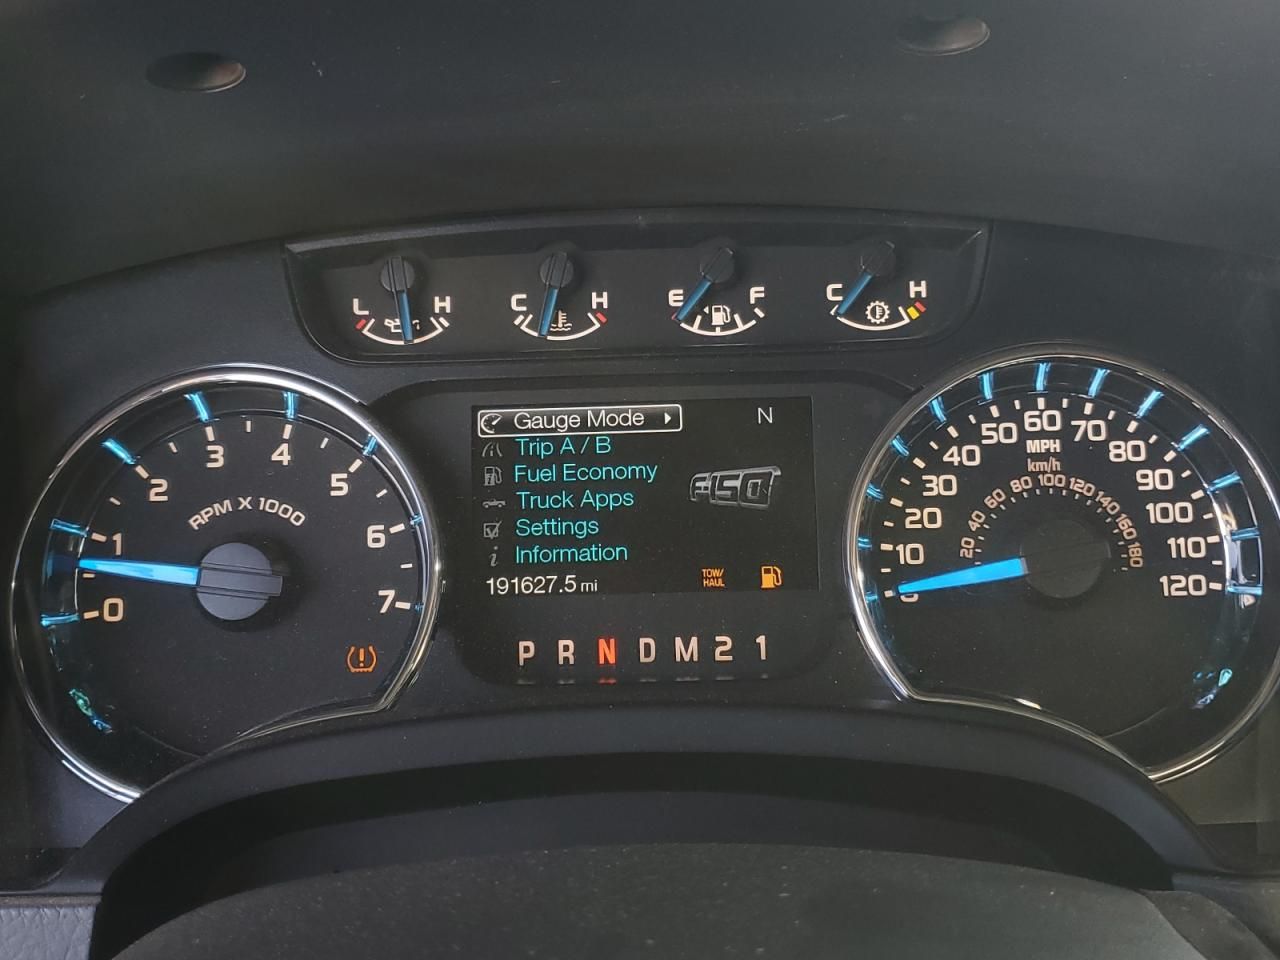 L H
C H
E F
C H
0 1 2 3 4 5 6 7
RPM X 1000
Gauge Mode
N
Trip A / B
Fuel Economy
F150
Truck Apps
Settings
i Information
191627.5 mi
TOW/
HAUL
P R N D M 2 1
10 20 30 40 50 60 70 80 90 100 110 120
MPH
km/h
20 40 60 80 100 120 140 160 180